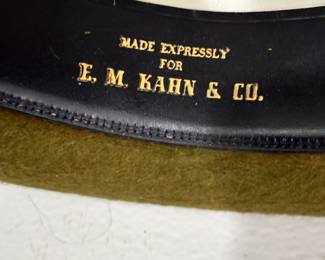 MADE EXPRESSLY
FOR
E. M. KAHN & CO.